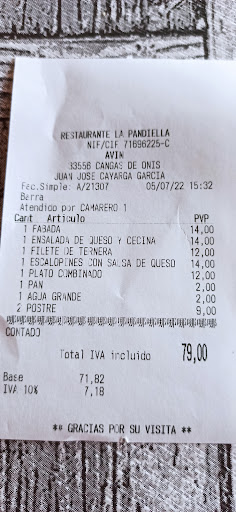 RESTAURANTE LA PANDIELLA
NIF/CIF 71696225-C
AVIN
33556 CANGAS DE ONIS
JUAN JOSE CAYARGA GARCIA
Fac.Simple: A/21307 05/07/22 15:32
Barra
Atendido por CAMARERO 1
Cant Artículo PVP
1 FABADA 14,00
1 ENSALADA DE QUESO Y CECINA 14,00
1 FILETE DE TERNERA 12,00
1 ESCALOPINES CON SALSA DE QUESO 14,00
1 PLATO COMBINADO 12,00
1 PAN 2,00
1 AGUA GRANDE 2,00
2 POSTRE 9,00
CONTADO
Total IVA incluido 79,00
Base 71,82
IVA 10% 7,18
** GRACIAS POR SU VISITA **